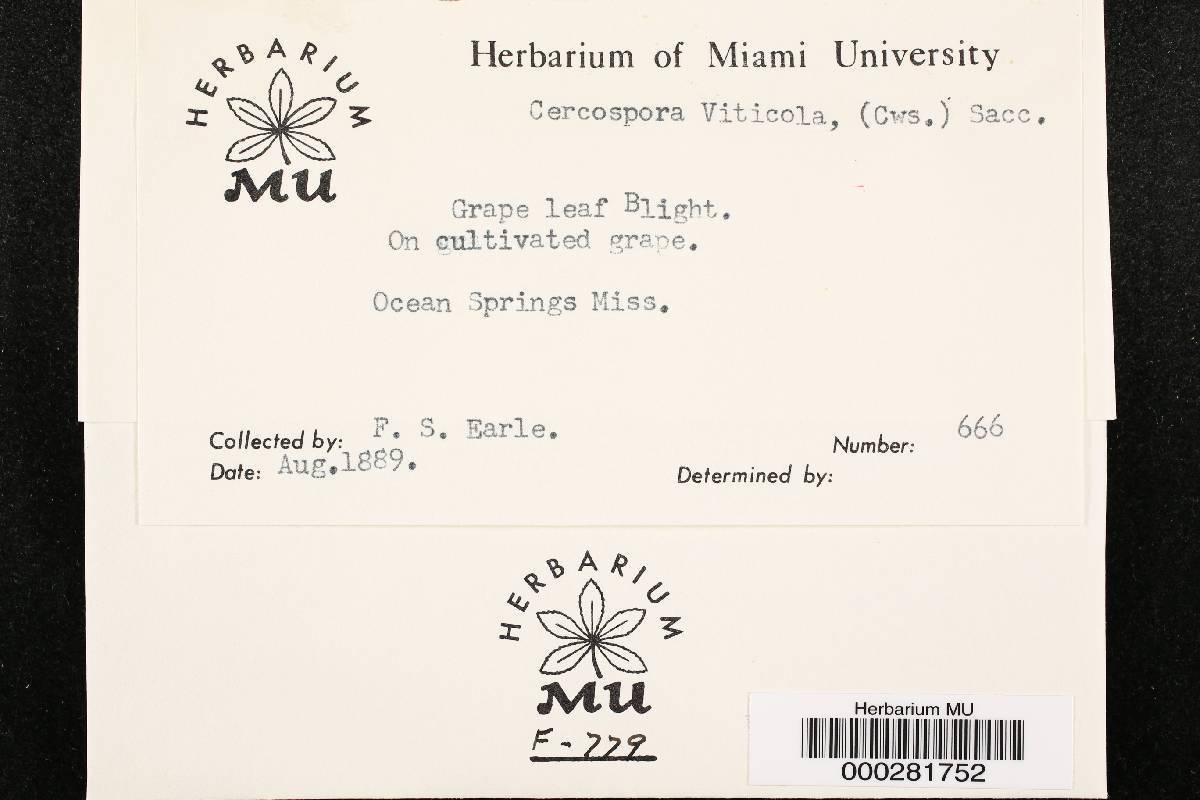 HERBARIUM
MU
Herbarium of Miami University
Cercospora Viticola, (Cws.) Sacc.
Grape leaf Blight.
On cultivated grape.
Ocean Springs Miss.
Collected by: F. S. Earle.
Number: 666
Date: Aug.1889.
Determined by:
HERBARIUM
MU
F-779
Herbarium MU
000281752